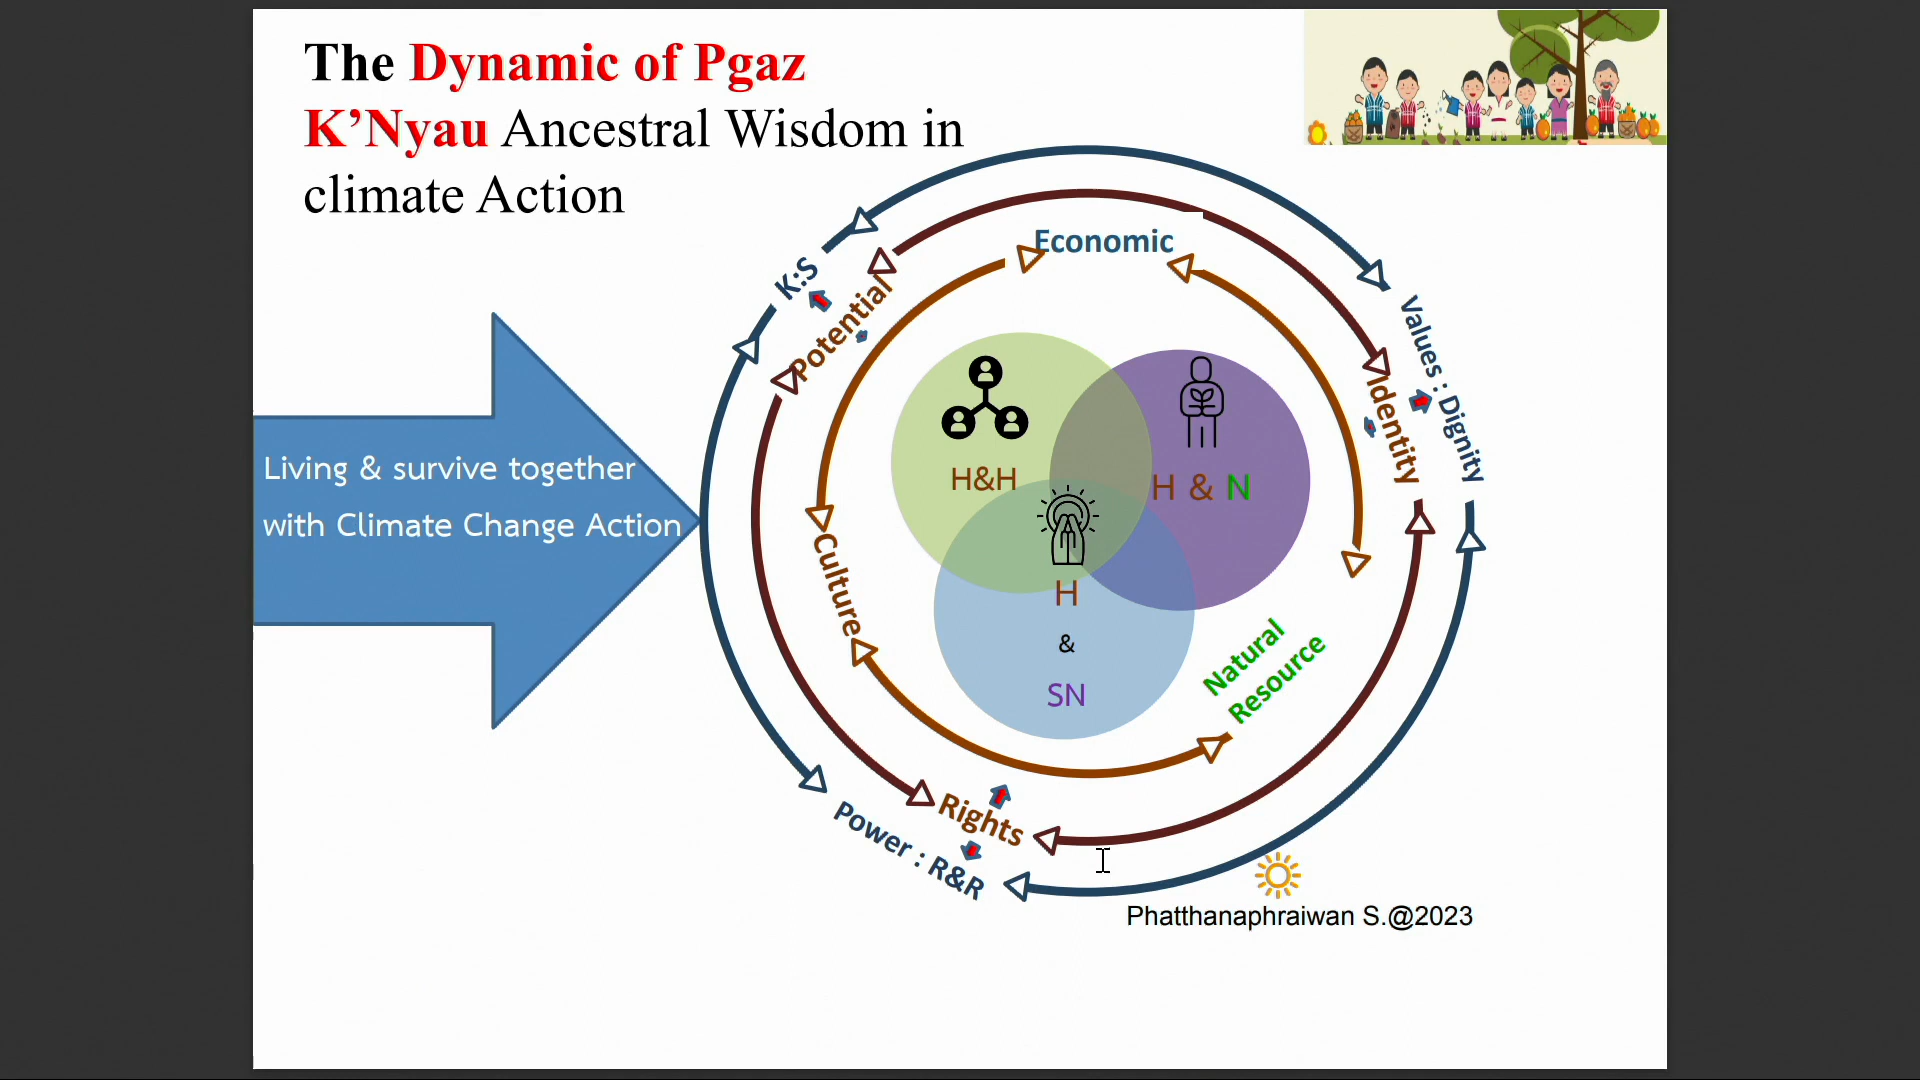 The Dynamic of Pgaz
K’Nyau Ancestral Wisdom in
climate Action
Living & survive together
with Climate Change Action
K:S
Potential
Economic
Values : Dignity
Identity
H&H
H & N
H
&
SN
Culture
Natural
Resource
Rights
Power : R&R
Phatthanaphraiwan S.@2023